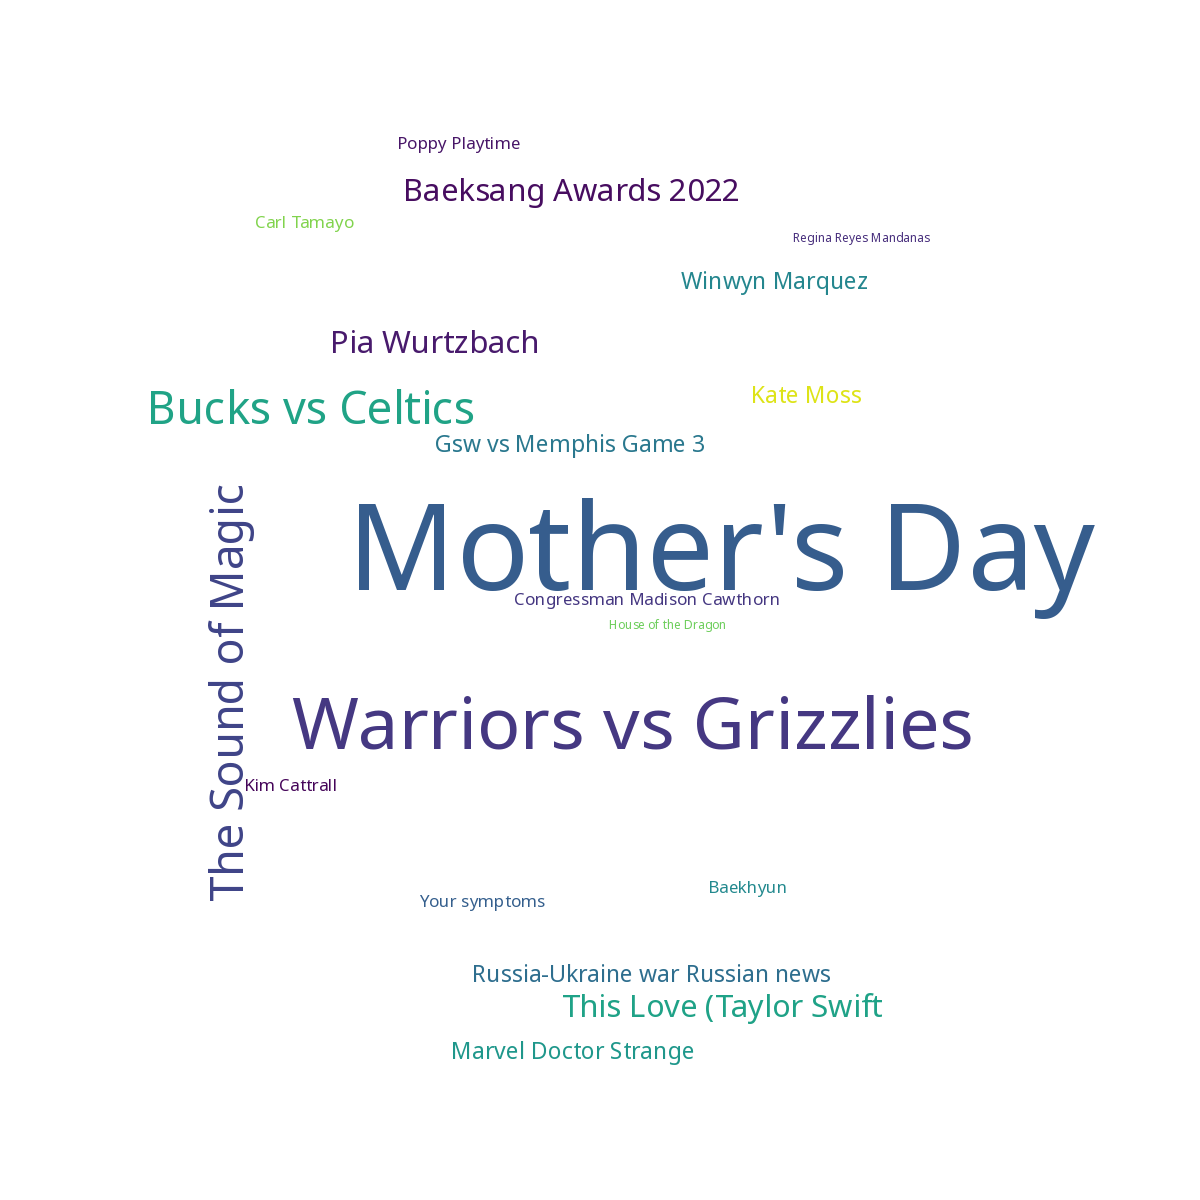 Poppy Playtime
Baeksang Awards 2022
Carl Tamayo
Regina Reyes Mandanas
Winwyn Marquez
Pia Wurtzbach
Kate Moss
Bucks vs Celtics
Gsw vs Memphis Game 3
The Sound of Magic
Mother's Day
Congressman Madison Cawthorn
House of the Dragon
Warriors vs Grizzlies
Kim Cattrall
Baekhyun
Your symptoms
Russia-Ukraine war Russian news
This Love (Taylor Swift
Marvel Doctor Strange